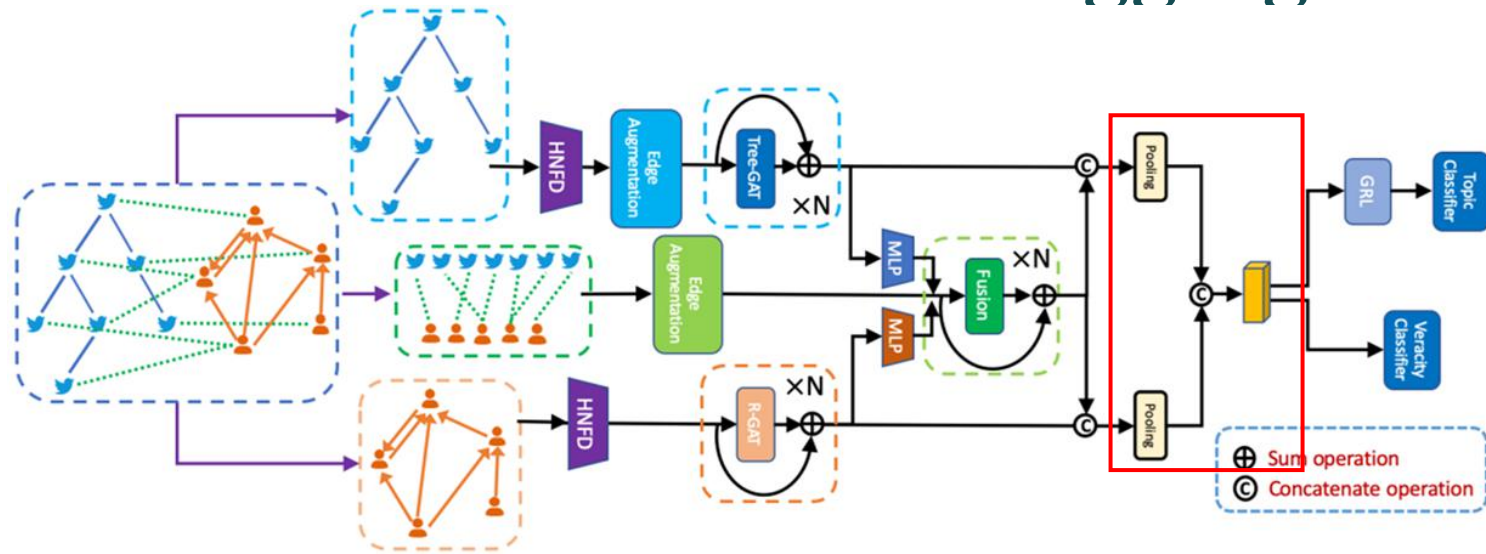 HNFD
Edge
Augmentation
Tree-GAT
×N
Edge
Augmentation
MLP
MLP
Fusion
×N
HNFD
R-GAT
×N
C
C
C
Pooling
Pooling
GRL
Topic
Classifier
Veracity
Classifier
⊕ Sum operation
© Concatenate operation